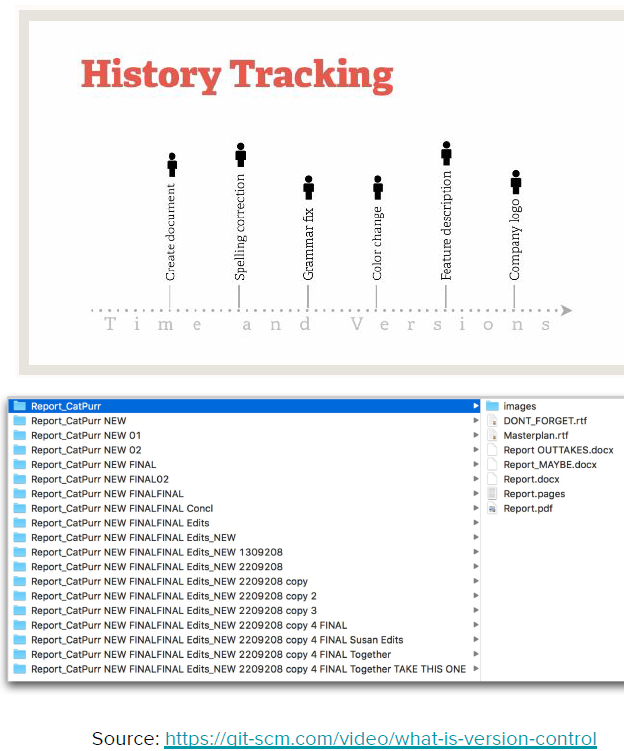 History Tracking
Create document
Spelling correction
Grammar fix
Color change
Feature description
Company logo
Time and Versions
Report_CatPurr
Report_CatPurr NEW
Report_CatPurr NEW 01
Report_CatPurr NEW 02
Report_CatPurr NEW FINAL
Report_CatPurr NEW FINAL02
Report_CatPurr NEW FINALFINAL
Report_CatPurr NEW FINALFINAL Concl
Report_CatPurr NEW FINALFINAL Edits
Report_CatPurr NEW FINALFINAL Edits_NEW
Report_CatPurr NEW FINALFINAL Edits_NEW 1309208
Report_CatPurr NEW FINALFINAL Edits_NEW 2209208
Report_CatPurr NEW FINALFINAL Edits_NEW 2209208 copy
Report_CatPurr NEW FINALFINAL Edits_NEW 2209208 copy 2
Report_CatPurr NEW FINALFINAL Edits_NEW 2209208 copy 3
Report_CatPurr NEW FINALFINAL Edits_NEW 2209208 copy 4 FINAL
Report_CatPurr NEW FINALFINAL Edits_NEW 2209208 copy 4 FINAL Susan Edits
Report_CatPurr NEW FINALFINAL Edits_NEW 2209208 copy 4 FINAL Together
Report_CatPurr NEW FINALFINAL Edits_NEW 2209208 copy 4 FINAL Together TAKE THIS ONE
images
DONT_FORGET.rtf
Masterplan.rtf
Report OUTTAKES.docx
Report_MAYBE.docx
Report.docx
Report.pages
Report.pdf
Source: https://git-scm.com/video/what-is-version-control